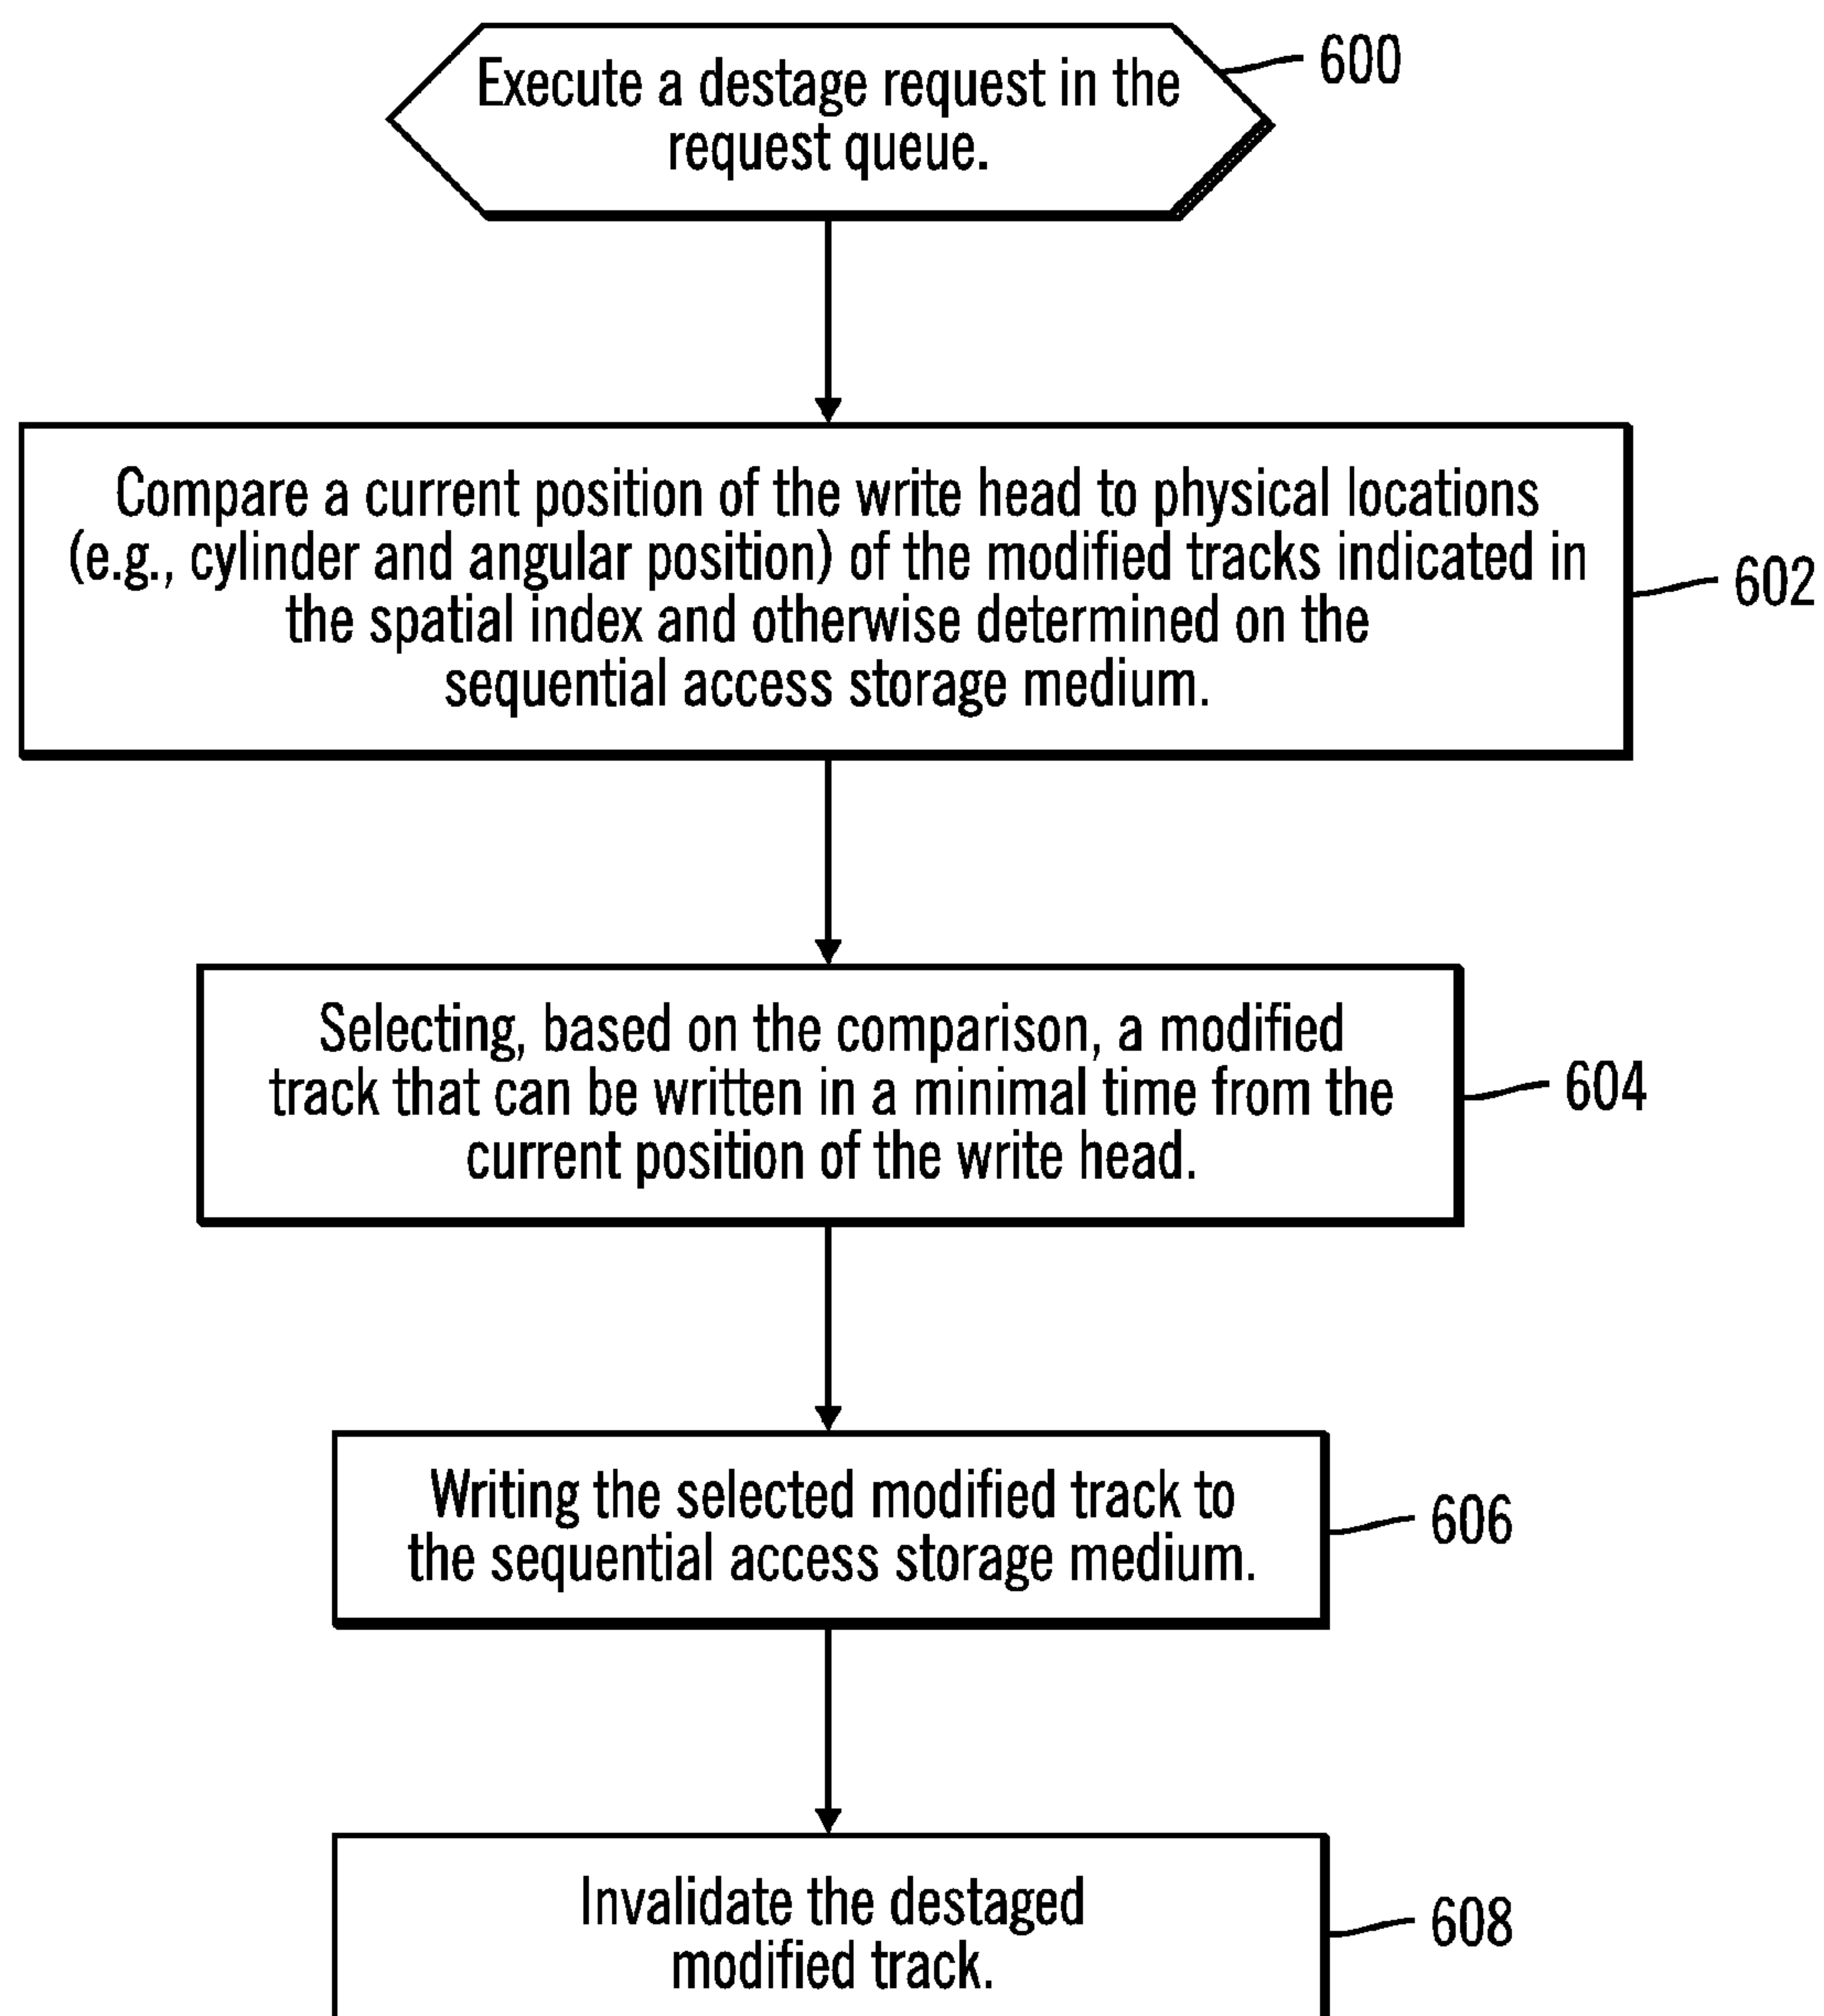 Execute a destage request in the
request queue.
600
Compare a current position of the write head to physical locations
(e.g., cylinder and angular position) of the modified tracks indicated in
the spatial index and otherwise determined on the
sequential access storage medium.
602
Selecting, based on the comparison, a modified
track that can be written in a minimal time from the
current position of the write head.
604
Writing the selected modified track to
the sequential access storage medium.
606
Invalidate the destaged
modified track.
608